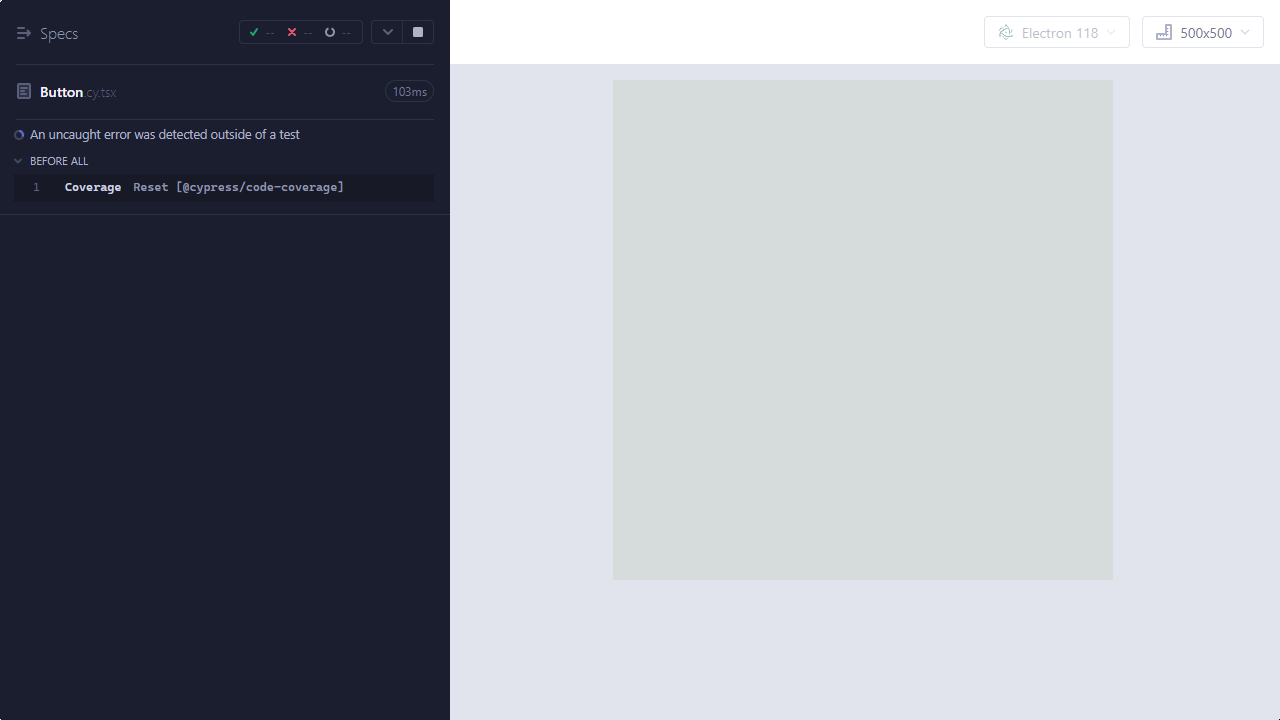 Specs
--
--
--
Electron 118
500x500
Button.cy.tsx
103ms
An uncaught error was detected outside of a test
BEFORE ALL
1 Coverage Reset [@cypress/code-coverage]